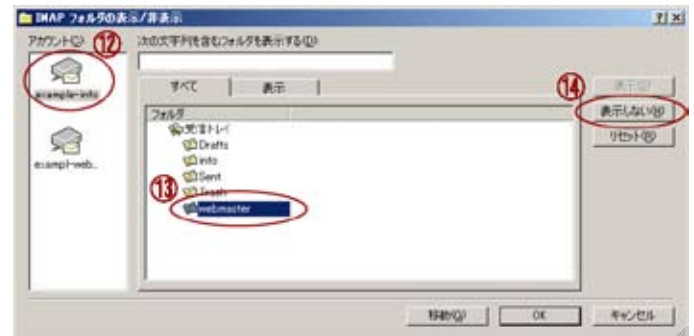 IMAP フォルダの表示/非表示
アカウント(C)
⑫
次の文字列を含むフォルダを表示する(D)
example-info
exampl-web..
すべて
表示
フォルダ
受信トレイ
Drafts
info
Sent
Trash
⑬
webmaster
⑭
表示(S)
表示しない(H)
リセット(R)
移動(G)
OK
キャンセル